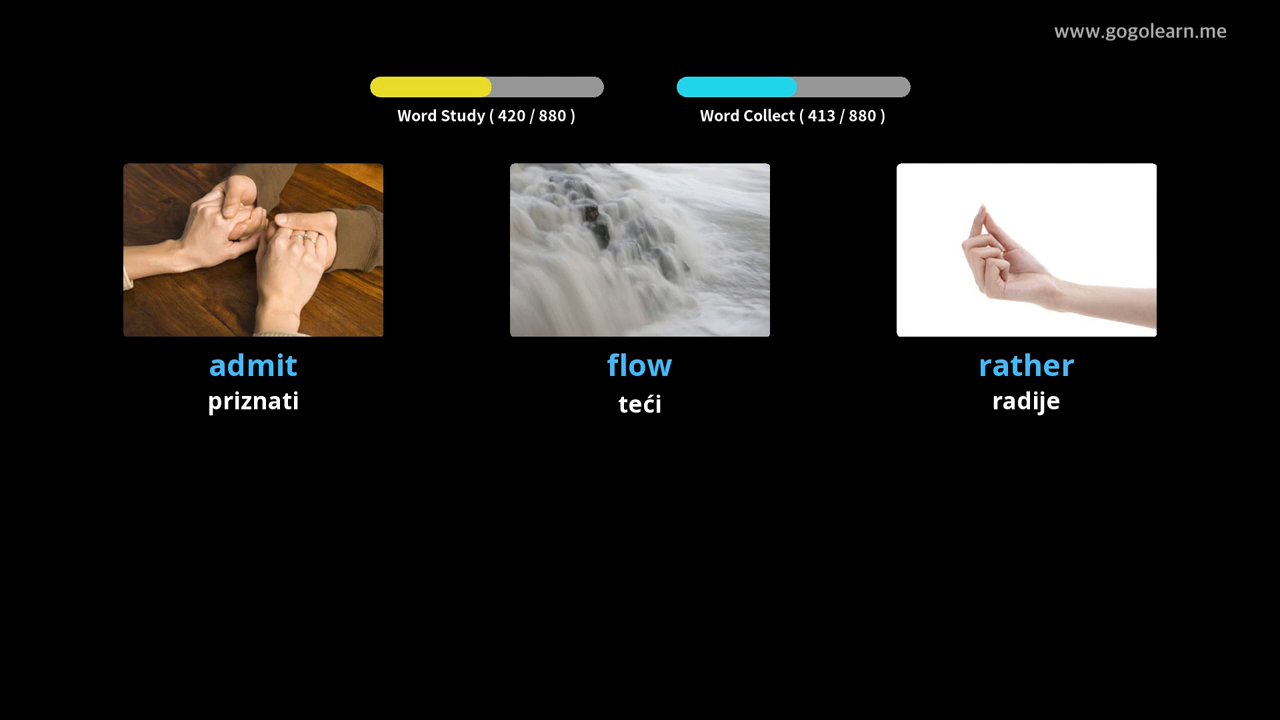 www.gogolearn.me
Word Study ( 420 / 880 )
Word Collect ( 413 / 880 )
admit
priznati
flow
teći
rather
radije